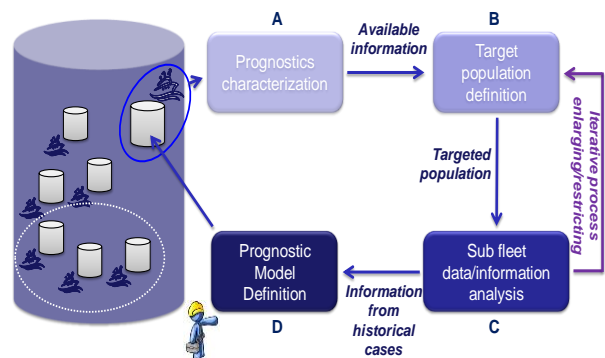 A
Prognostics
characterization
Available
information
B
Target
population
definition
Targeted
population
Iterative process
enlarging/restricting
Sub fleet
data/information
analysis
C
Information
from
historical
cases
Prognostic
Model
Definition
D